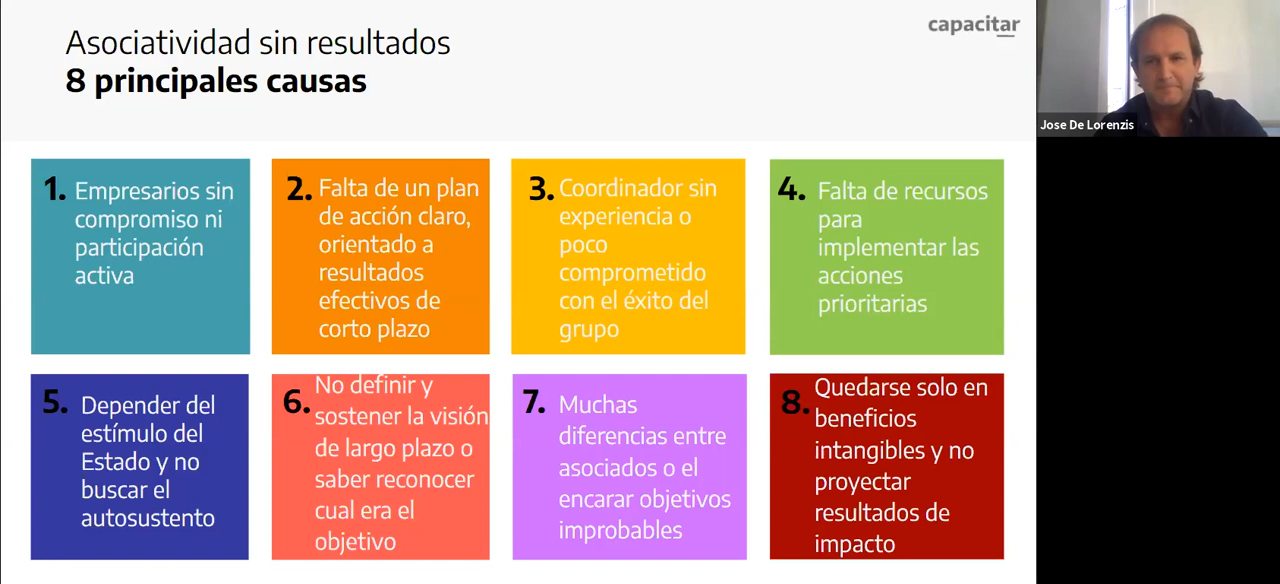 Asociatividad sin resultados
8 principales causas
capacitar
Jose De Lorenzis
1. Empresarios sin
compromiso ni
participación
activa
2. Falta de un plan
de acción claro,
orientado a
resultados
efectivos de
corto plazo
3. Coordinador sin
experiencia o
poco
comprometido
con el éxito del
grupo
4. Falta de recursos
para
implementar las
acciones
prioritarias
5. Depender del
estímulo del
Estado y no
buscar el
autosustento
6. No definir y
sostener la visión
de largo plazo o
saber reconocer
cual era el
objetivo
7. Muchas
diferencias entre
asociados o el
encarar objetivos
improbables
8. Quedarse solo en
beneficios
intangibles y no
proyectar
resultados de
impacto